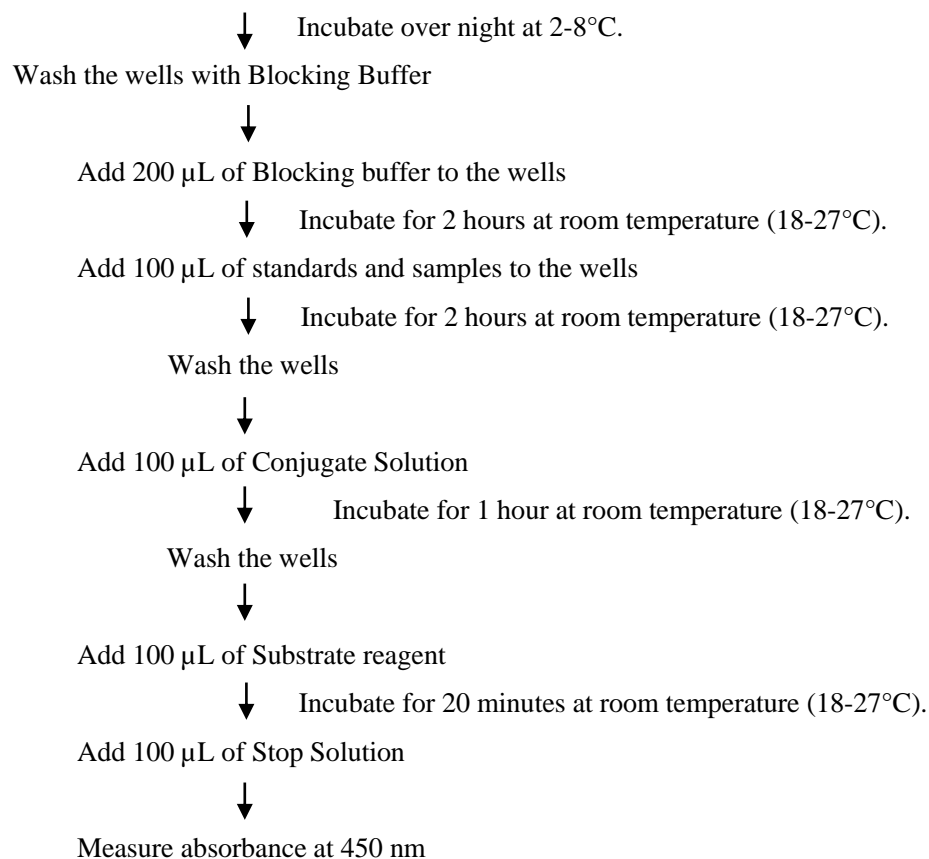 Incubate over night at 2-8°C.
Wash the wells with Blocking Buffer
Add 200 µL of Blocking buffer to the wells
Incubate for 2 hours at room temperature (18-27°C).
Add 100 µL of standards and samples to the wells
Incubate for 2 hours at room temperature (18-27°C).
Wash the wells
Add 100 µL of Conjugate Solution
Incubate for 1 hour at room temperature (18-27°C).
Wash the wells
Add 100 µL of Substrate reagent
Incubate for 20 minutes at room temperature (18-27°C).
Add 100 µL of Stop Solution
Measure absorbance at 450 nm